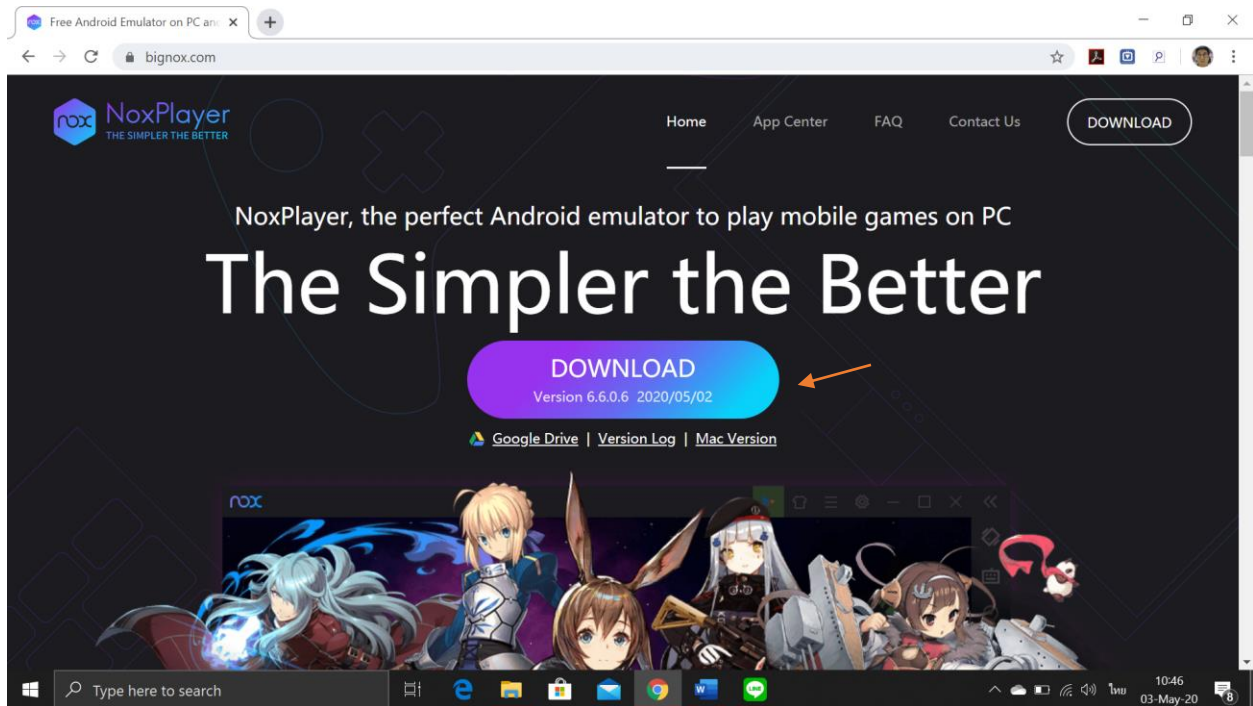 Free Android Emulator on PC an
bignox.com
nox NoxPlayer
THE SIMPLER THE BETTER
Home App Center FAQ Contact Us DOWNLOAD
NoxPlayer, the perfect Android emulator to play mobile games on PC
The Simpler the Better
DOWNLOAD
Version 6.6.0.6 2020/05/02
Google Drive | Version Log | Mac Version
nox
Type here to search
ไทย
10:46
03-May-20
8